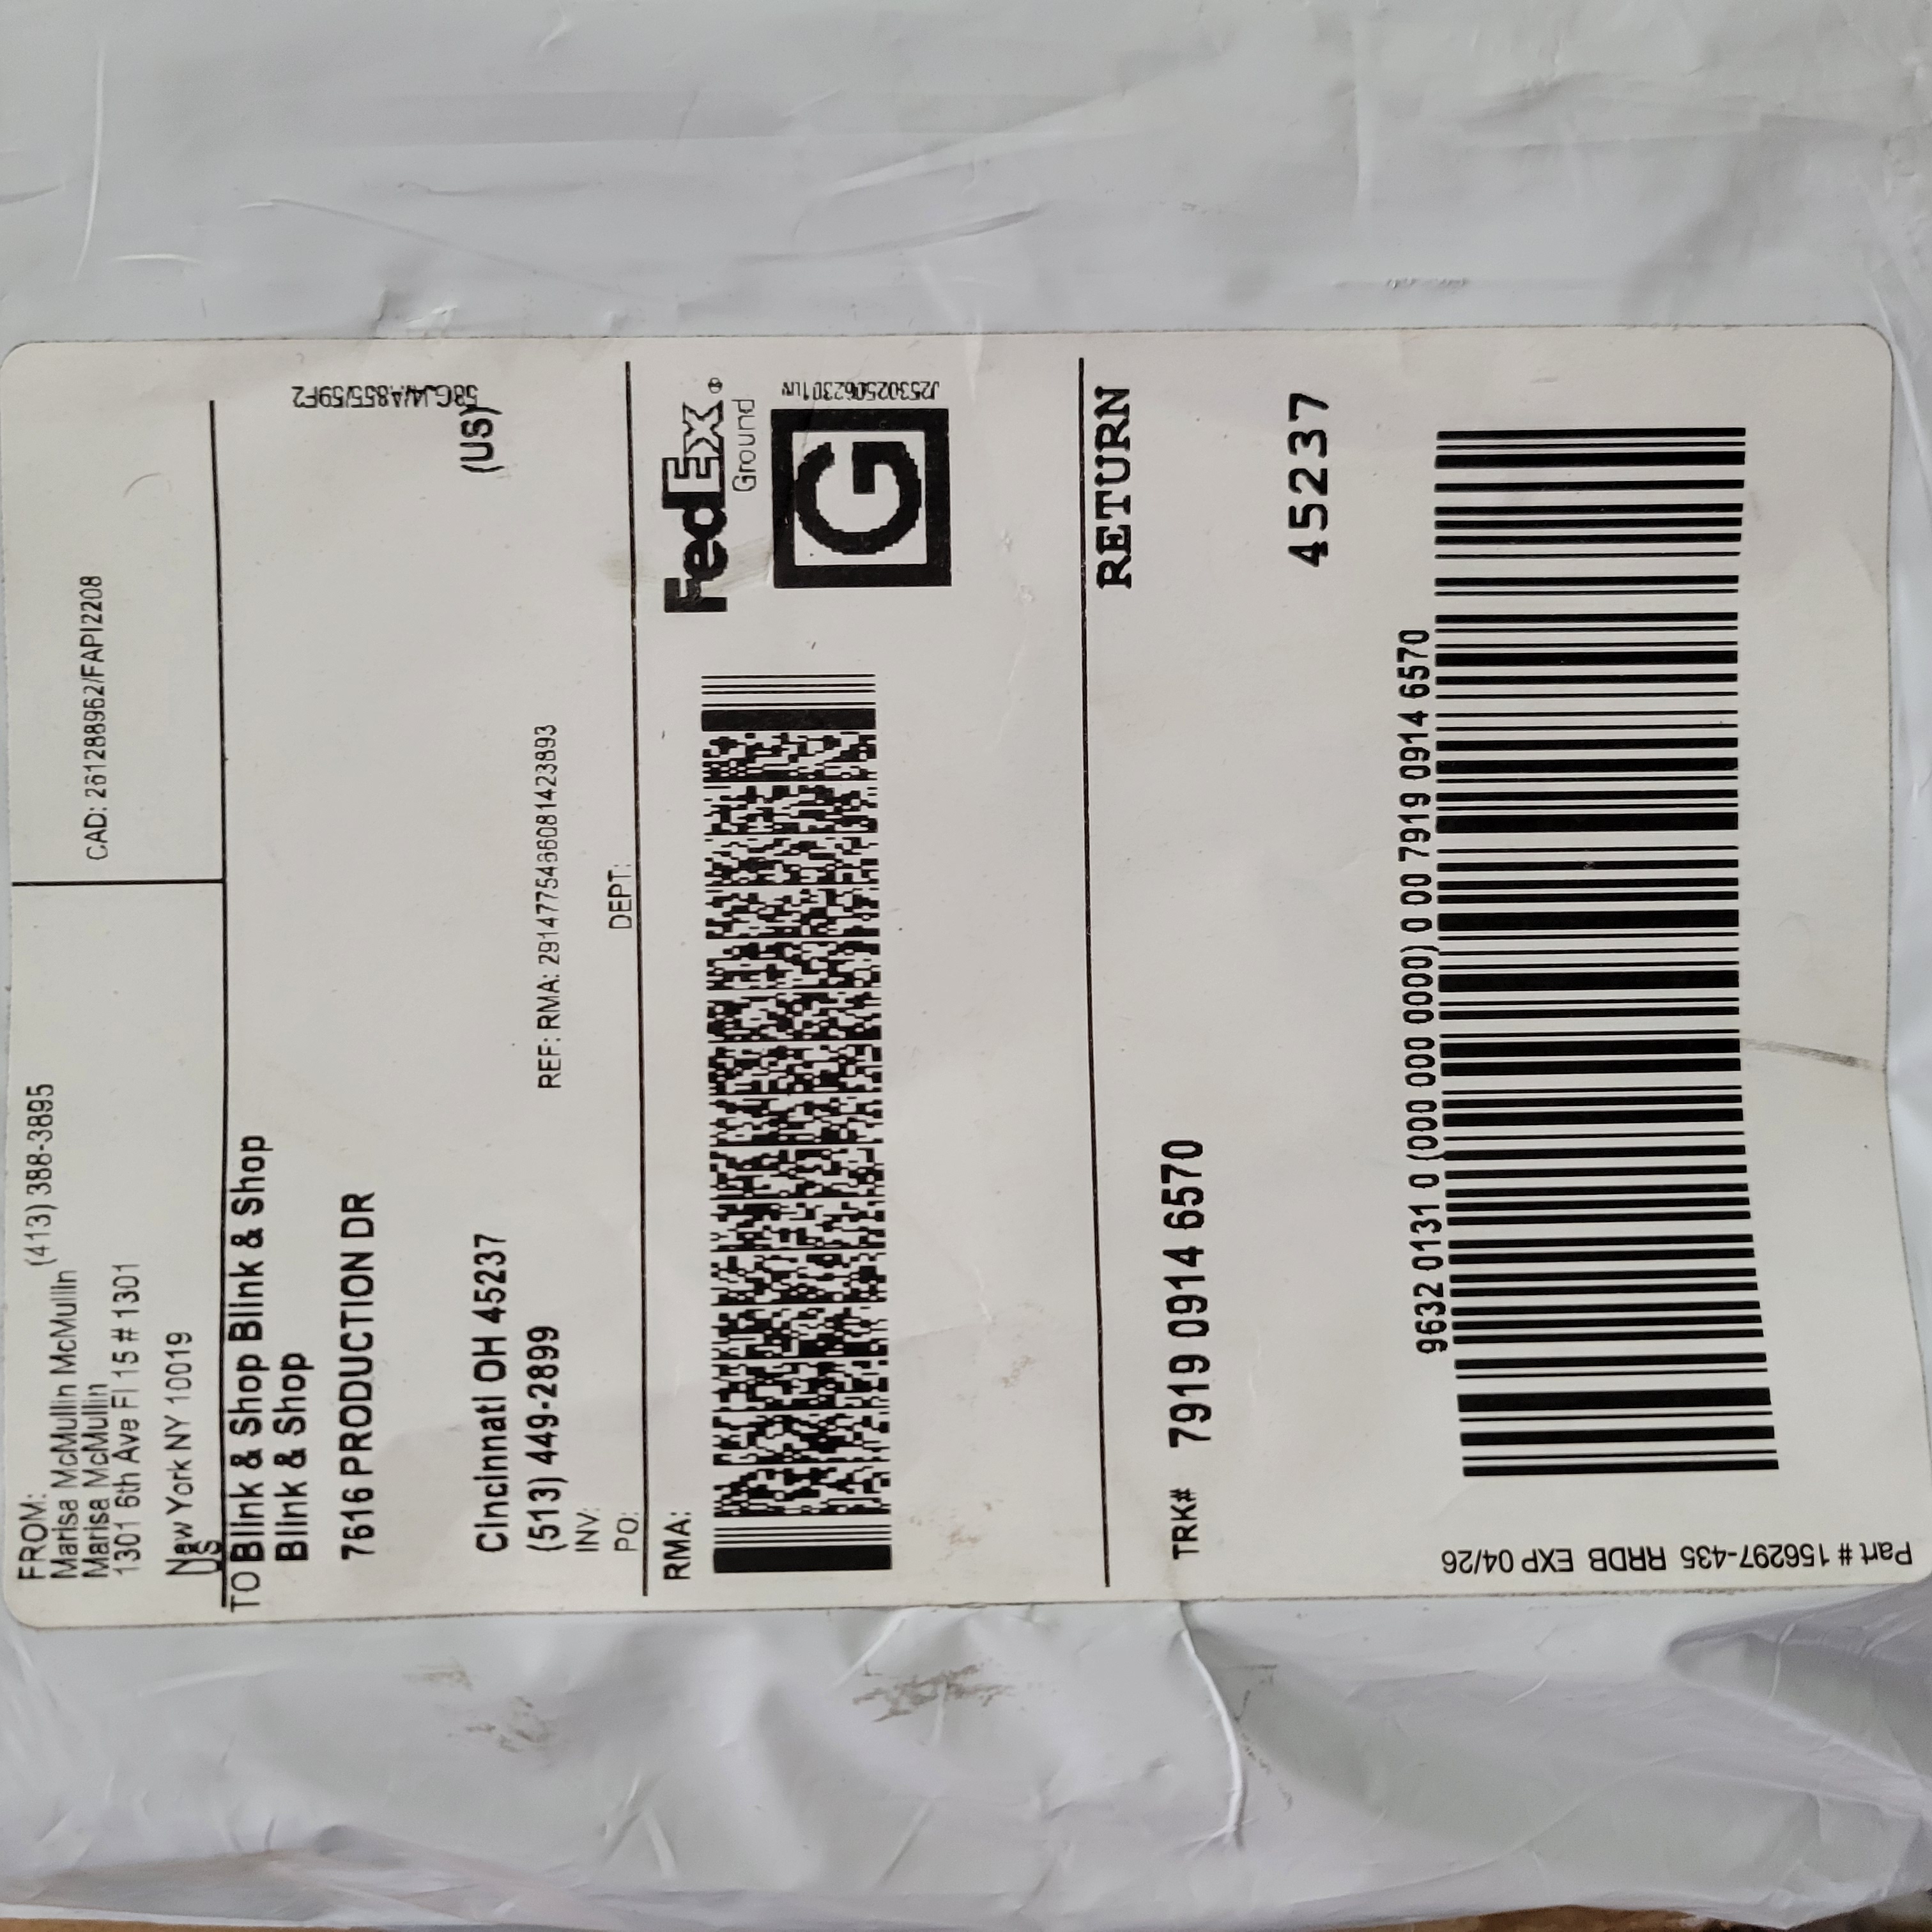 FROM:
(413) 388-3895
Marisa McMullin McMullin
Marisa McMullin
1301 6th Ave Fl 15 # 1301
New York NY 10019
US
CAD: 261288962/FAPI2208
TO Blink & Shop Blink & Shop
Blink & Shop
7616 PRODUCTION DR
Cincinnati OH 45237
(US)
(513) 449-2899
REF: RMA: 2914775466081423893
INV:
PO:
DEPT:
RMA:
FedEx®
Ground
G
J2530250623011uv
RETURN
TRK# 7919 0914 6570
45237
9632 0131 0 (000 000 0000) 0 00 7919 0914 6570
Part # 156297-435 RRDB EXP 04/26